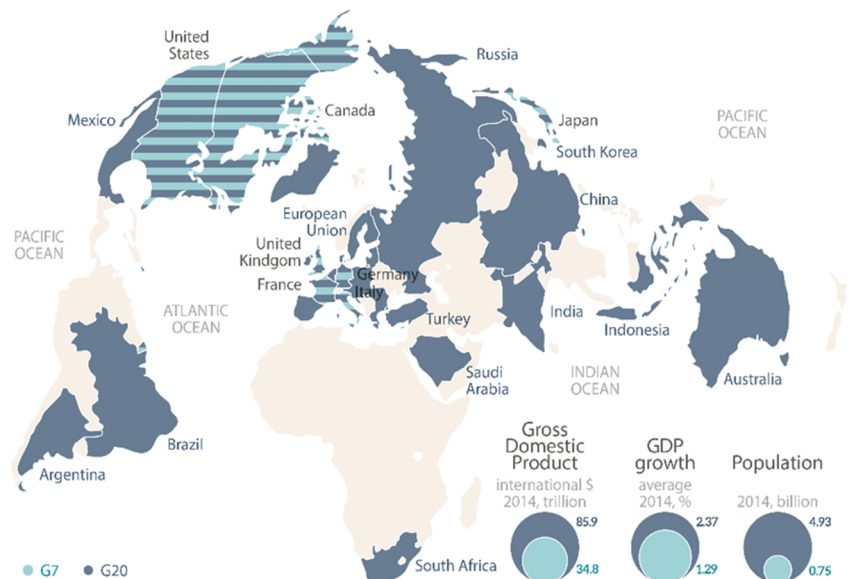 United
States
Russia
Canada
Mexico
Japan
PACIFIC
OCEAN
South Korea
China
European
Union
PACIFIC
OCEAN
United
Kindgom
Germany
France
Italy
ATLANTIC
OCEAN
Turkey
India
Indonesia
Saudi
Arabia
INDIAN
OCEAN
Australia
Brazil
Argentina
South Africa
Gross
Domestic
Product
international $
2014, trillion
85.9
34.8
GDP
growth
average
2014, %
2.37
1.29
Population
2014, billion
4.93
0.75
G7
G20